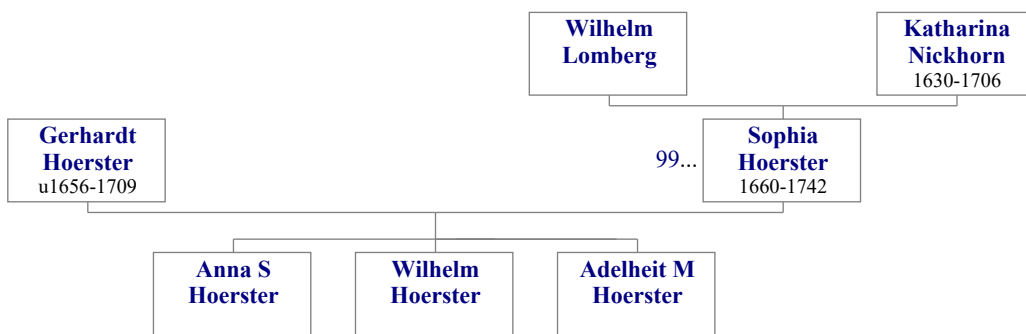 Wilhelm
Lomberg
Katharina
Nickhorn
1630-1706
Gerhardt
Hoerster
u1656-1709
99...
Sophia
Hoerster
1660-1742
Anna S
Hoerster
Wilhelm
Hoerster
Adelheit M
Hoerster